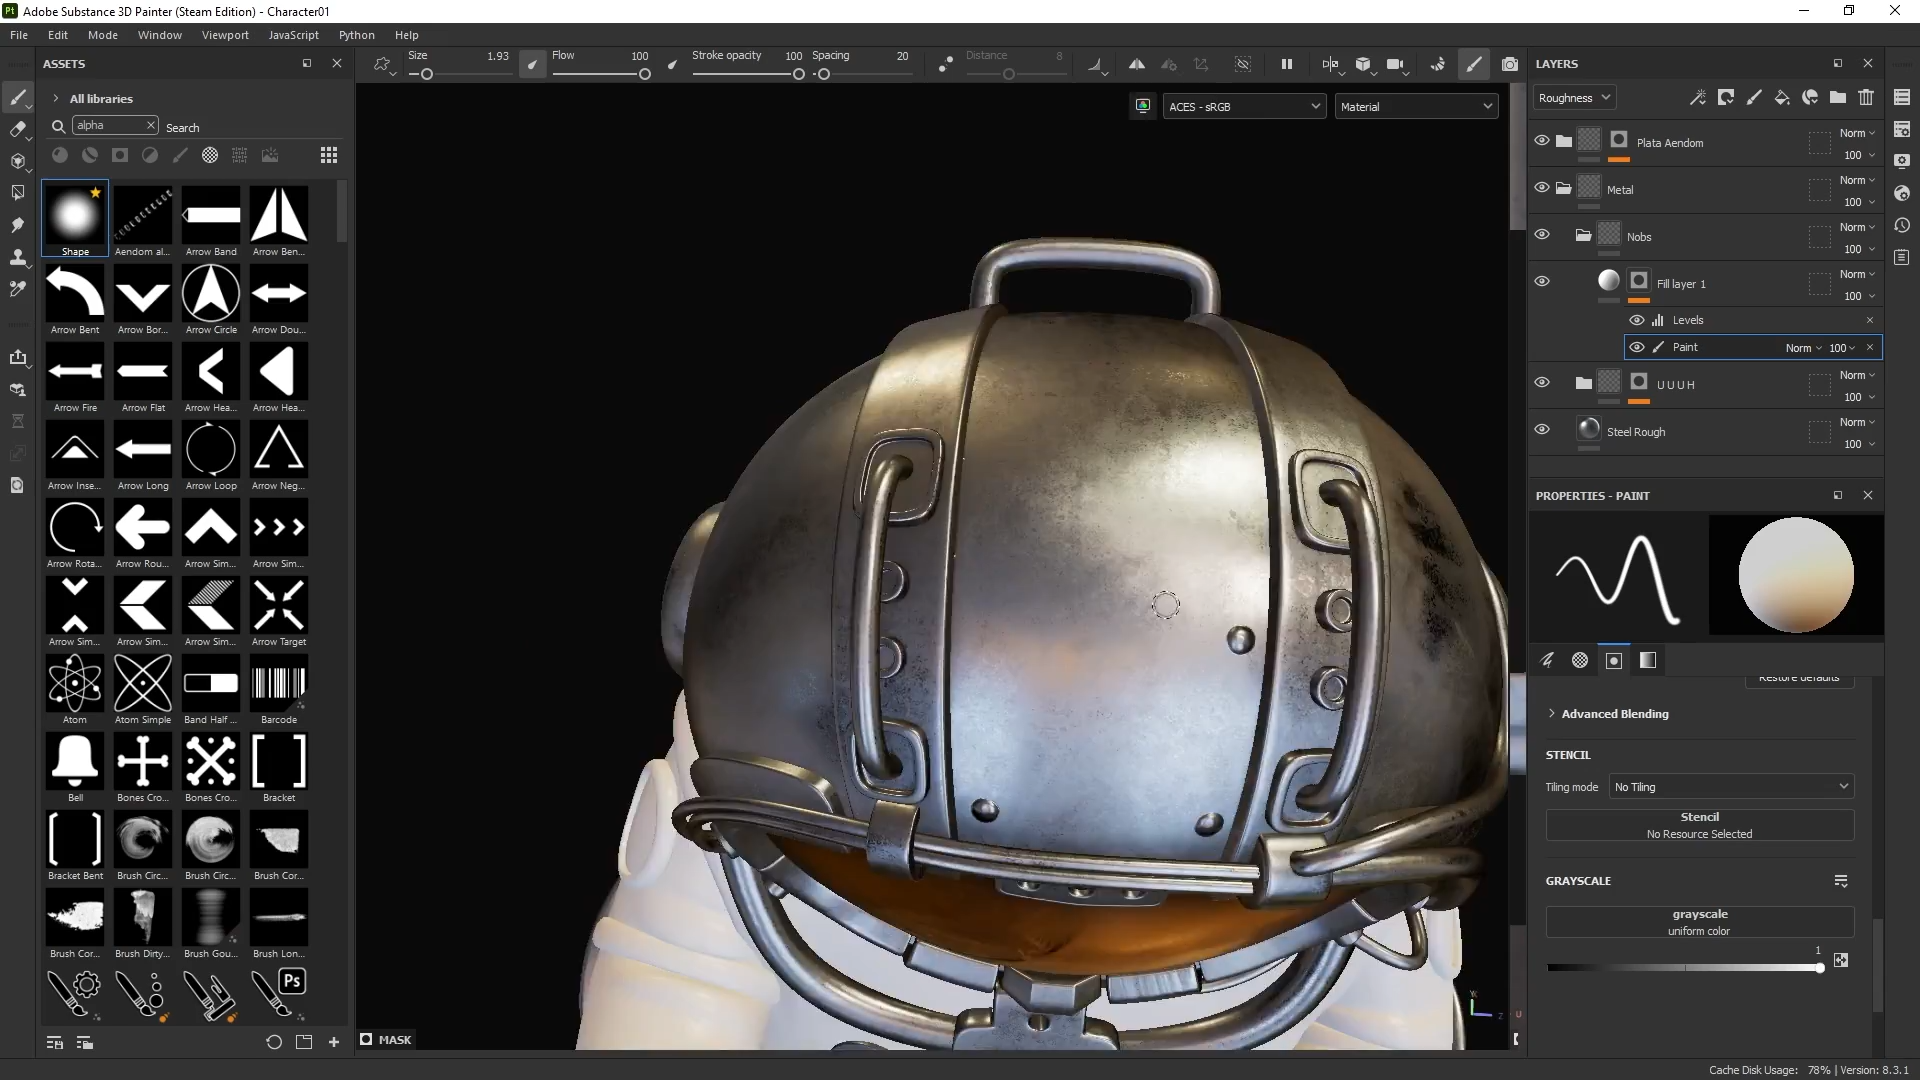 Pt Adobe Substance 3D Painter (Steam Edition) - Character01
File Edit Mode Window Viewport JavaScript Python Help
ASSETS
Size 1.93 Flow 100 Stroke opacity 100 Spacing 20 Distance 8
LAYERS
All libraries
alpha Search
ACES - sRGB Material
Roughness
Plata Aendom Norm 100
Metal Norm 100
Nobs Norm 100
Fill layer 1 Norm 100
Levels
Paint Norm 100
U U U H Norm 100
Steel Rough Norm 100
Shape Aendom al... Arrow Band Arrow Ben...
Arrow Bent Arrow Bor... Arrow Circle Arrow Dou...
Arrow Fire Arrow Flat Arrow Hea... Arrow Hea...
Arrow Inse... Arrow Long Arrow Loop Arrow Neg...
Arrow Rota... Arrow Rou... Arrow Sim... Arrow Sim...
Arrow Sim... Arrow Sim... Arrow Sim... Arrow Target
Atom Atom Simple Band Half ... Barcode
Bell Bones Cro... Bones Cro... Bracket
Bracket Bent Brush Circ... Brush Circ... Brush Cor...
Brush Cor... Brush Dirty... Brush Gou... Brush Lon...
Ps
PROPERTIES - PAINT
Restore defaults
Advanced Blending
STENCIL
Tiling mode No Tiling
Stencil
No Resource Selected
GRAYSCALE
grayscale
uniform color
1
MASK
Y
Z
Cache Disk Usage: 78% | Version: 8.3.1